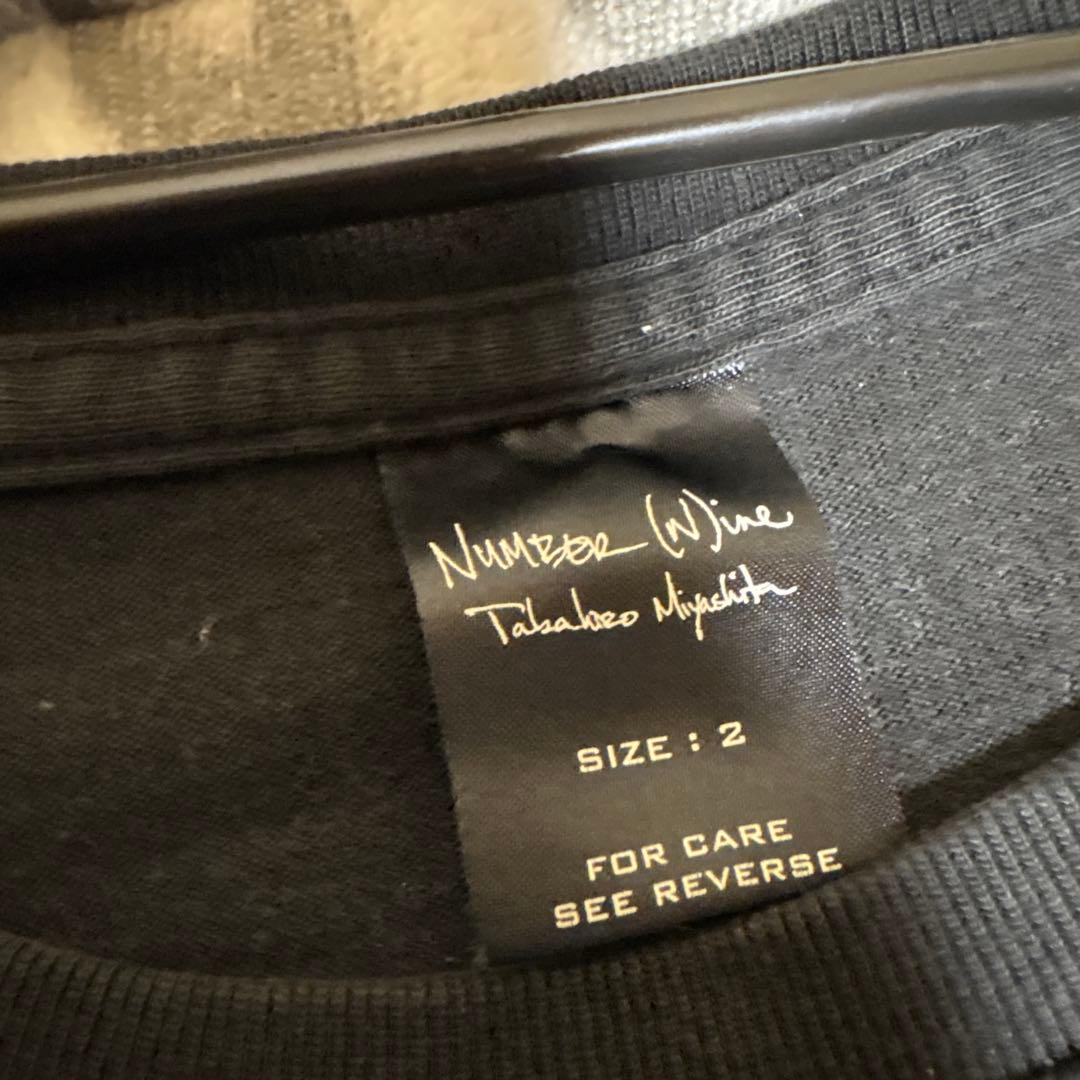 NUMBER (N)ine
Takahiro Miyashita
SIZE : 2
FOR CARE
SEE REVERSE